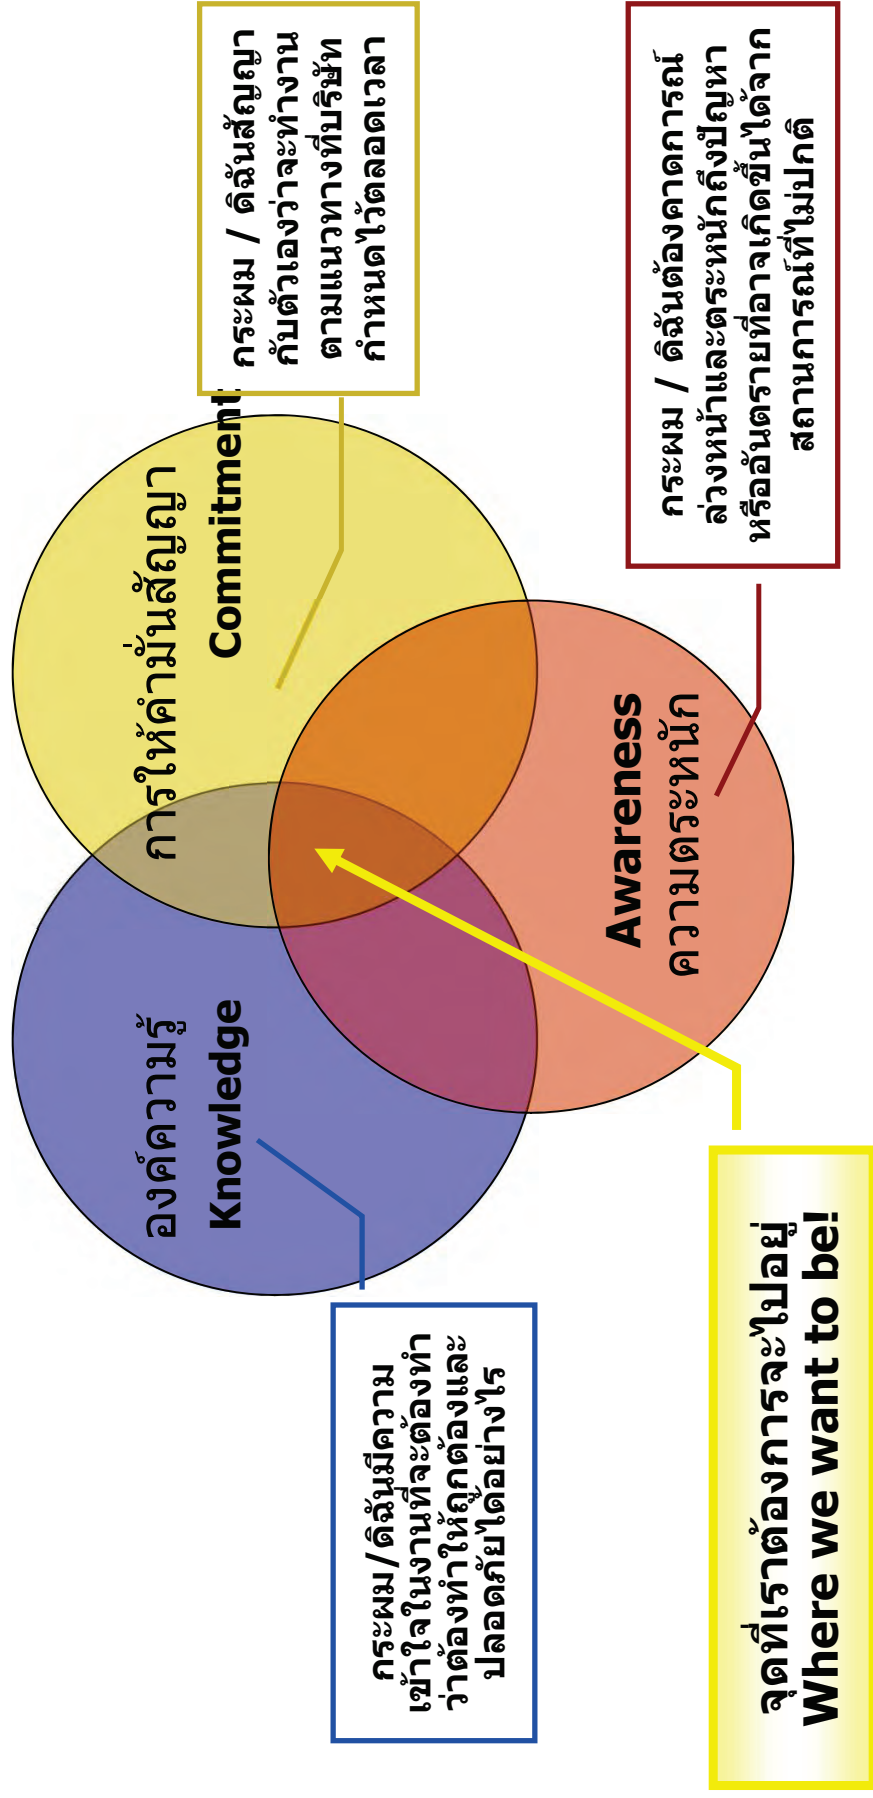 องค์ความรู้
Knowledge
การให้คำมั่นสัญญา
Commitment
กระผม / ดิฉันสัญญา
กับตัวเองว่าจะทำงาน
ตามแนวทางที่บริษัท
กำหนดไว้ตลอดเวลา
กระผม/ดิฉันมีความ
เข้าใจในงานที่จะต้องทำ
ว่าต้องทำให้ถูกต้องและ
ปลอดภัยได้อย่างไร
Awareness
ความตระหนัก
กระผม / ดิฉันต้องคาดการณ์
ล่วงหน้าและตระหนักถึงปัญหา
หรืออันตรายที่อาจเกิดขึ้นได้จาก
สถานการณ์ที่ไม่ปกติ
จุดที่เราต้องการจะไปอยู่
Where we want to be!